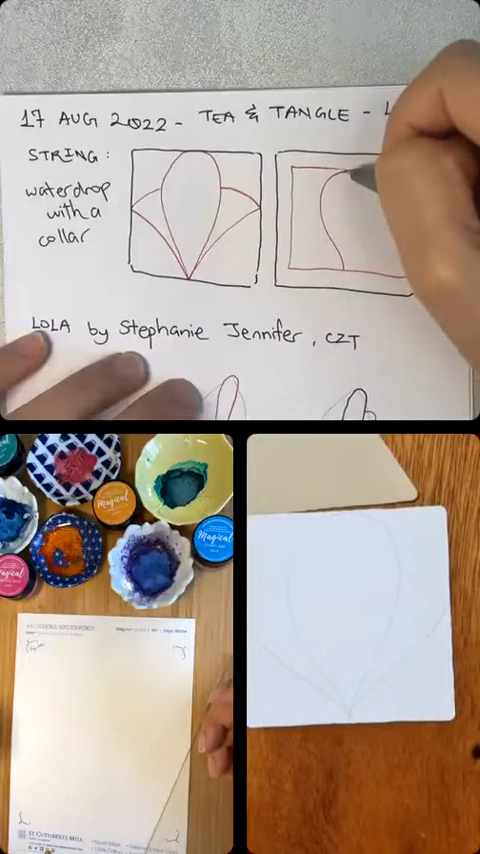 17 AUG 2022 - TEA & TANGLE -
STRING:
waterdrop
with a
collar
LOLA by Stephanie Jennifer, CZT
Magical
Magical
Magical
SAUNDERS WATERFORD
ST CUTHBERTS MILL